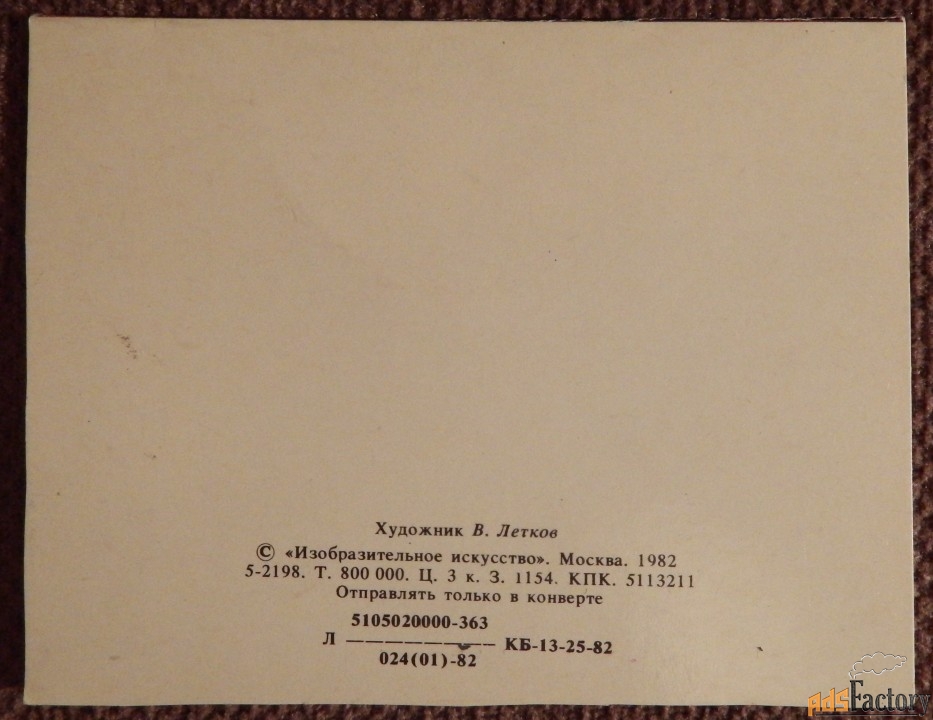 Художник В. Летков
© «Изобразительное искусство». Москва. 1982
5-2198. Т. 800 000. Ц. 3 к. З. 1154. КПК. 5113211
Отправлять только в конверте
5105020000-363
Л ——————— КБ-13-25-82
024(01)-82
AdsFactory